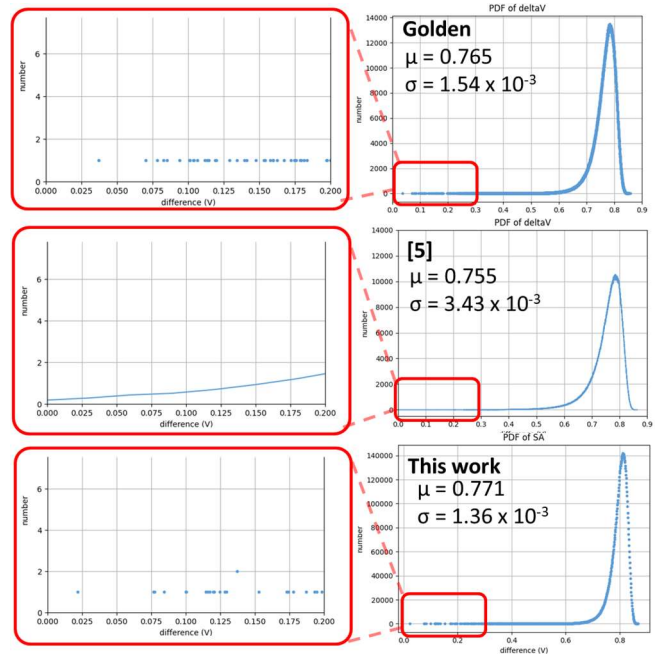 6
4
2
0
number
0.000 0.025 0.050 0.075 0.100 0.125 0.150 0.175 0.200
difference (V)
PDF of deltaV
14000
12000
10000
8000
6000
4000
2000
0
number
Golden
μ = 0.765
σ = 1.54 x 10-3
0.0 0.1 0.2 0.3 0.4 0.5 0.6 0.7 0.8 0.9
6
4
2
0
number
0.000 0.025 0.050 0.075 0.100 0.125 0.150 0.175 0.200
difference (V)
PDF of deltaV
14000
12000
10000
8000
6000
4000
2000
0
number
[5]
μ = 0.755
σ = 3.43 x 10-3
0.0 0.1 0.2 0.3 0.4 0.5 0.6 0.7 0.8 0.9
6
4
2
0
number
0.000 0.025 0.050 0.075 0.100 0.125 0.150 0.175 0.200
difference (V)
PDF of SA
140000
120000
100000
80000
60000
40000
20000
0
number
This work
μ = 0.771
σ = 1.36 x 10-3
0.0 0.2 0.4 0.6 0.8
difference (V)